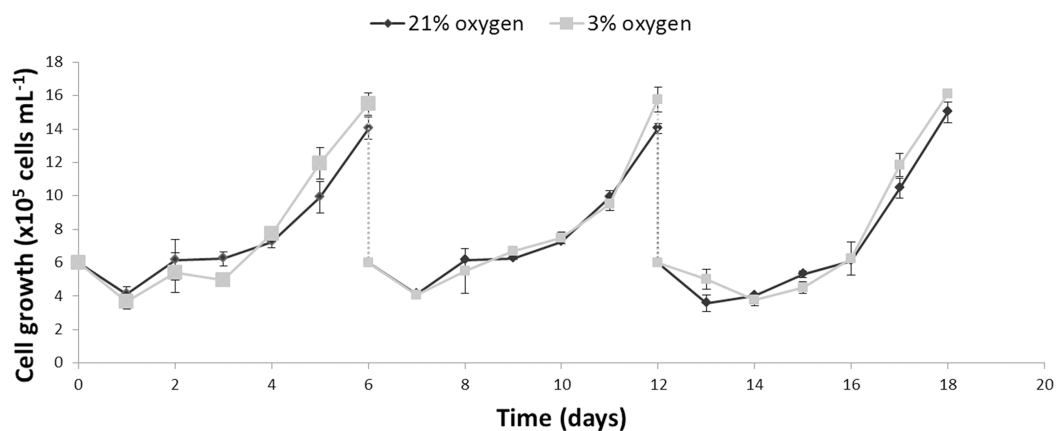 21% oxygen 3% oxygen
18
16
14
12
10
8
6
4
2
0
Cell growth (x10⁵ cells mL⁻¹)
0 2 4 6 8 10 12 14 16 18 20
Time (days)